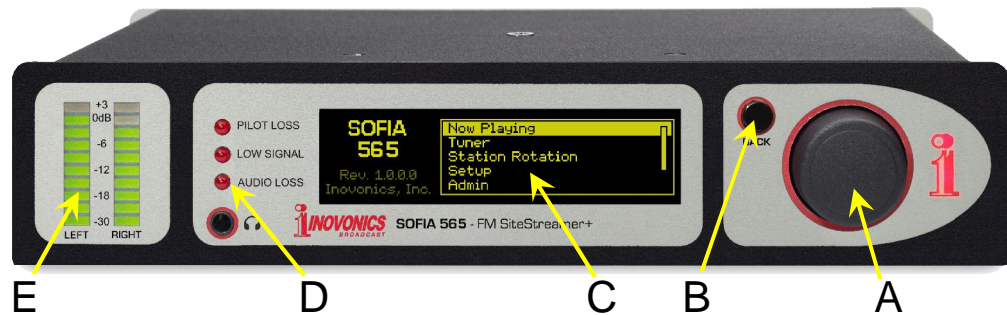 +3
0dB
-6
-12
-18
-30
LEFT RIGHT
PILOT LOSS
LOW SIGNAL
AUDIO LOSS
SOFIA
565
Rev. 1.0.0.0
Inovonics, Inc.
Now Playing
Tuner
Station Rotation
Setup
Admin
INOVONICS
BROADCAST
SOFIA 565 - FM SiteStreamer+
BACK
i
E D C B A